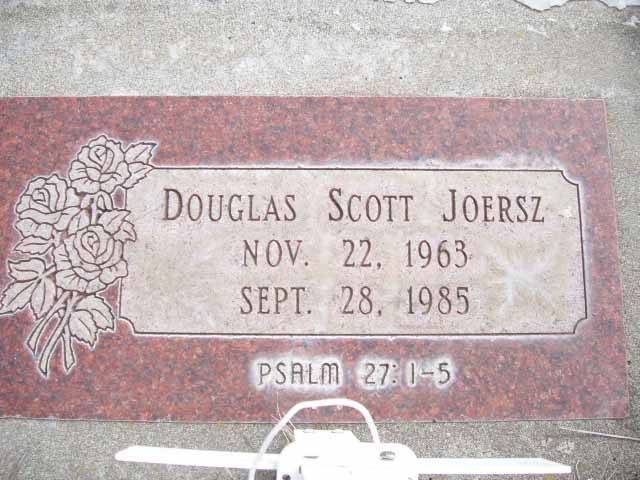 Douglas Scott Joersz
Nov. 22, 1963
Sept. 28, 1985
PSALM 27:1-5